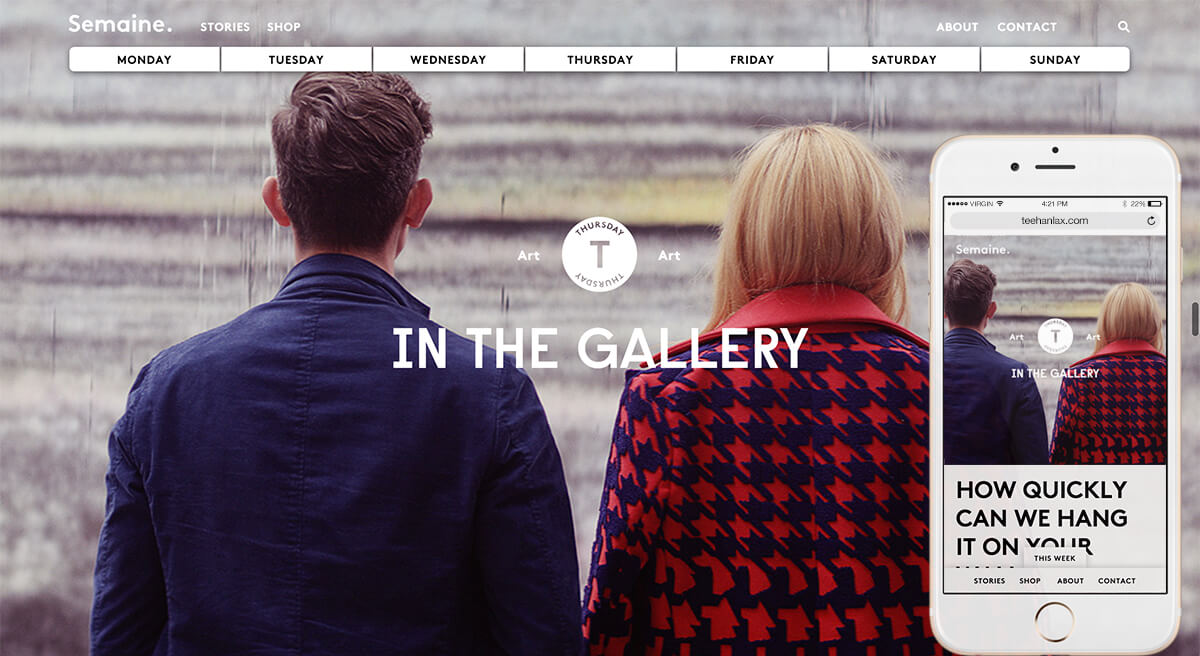 Semaine. STORIES SHOP ABOUT CONTACT
MONDAY TUESDAY WEDNESDAY THURSDAY FRIDAY SATURDAY SUNDAY
THURSDAY
Art T Art
THURSDAY
IN THE GALLERY
VIRGIN 4:21 PM 22%
teehanlax.com
Semaine.
THURSDAY
Art T Art
THURSDAY
IN THE GALLERY
HOW QUICKLY
CAN WE HANG
IT ON YOUR
THIS WEEK
STORIES SHOP ABOUT CONTACT